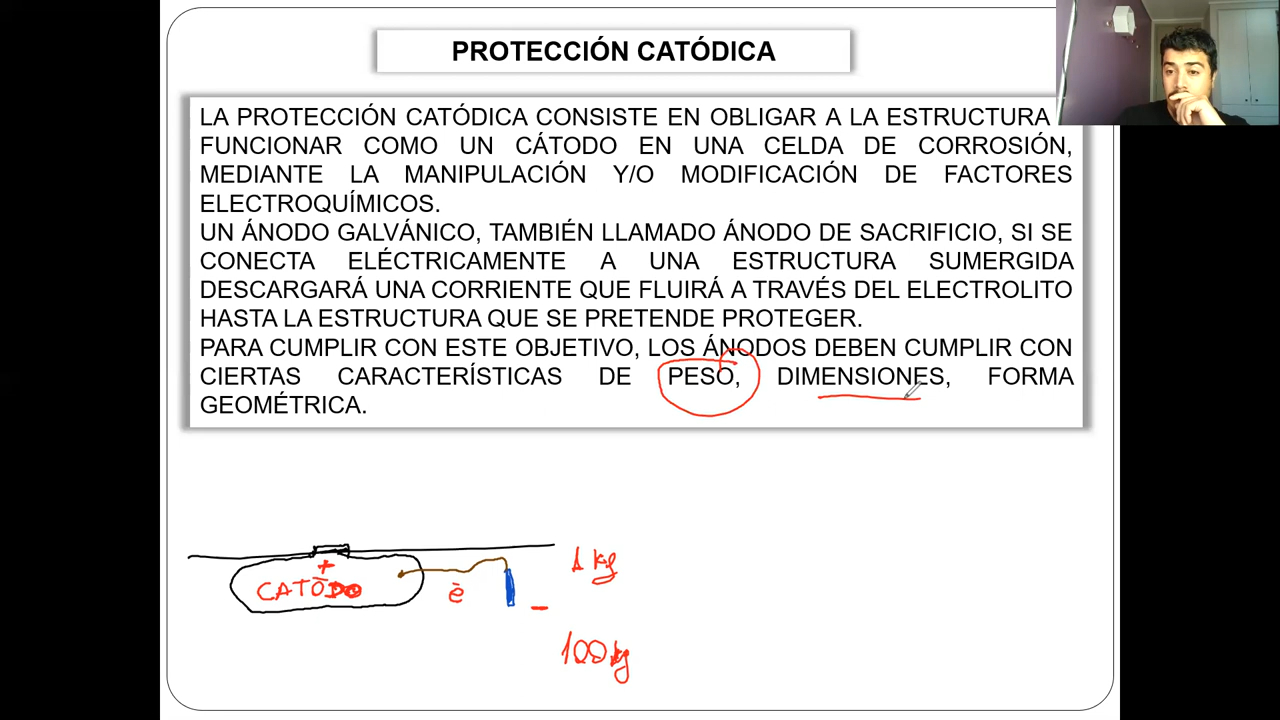 PROTECCIÓN CATÓDICA
LA PROTECCIÓN CATÓDICA CONSISTE EN OBLIGAR A LA ESTRUCTURA
FUNCIONAR COMO UN CÁTODO EN UNA CELDA DE CORROSIÓN,
MEDIANTE LA MANIPULACIÓN Y/O MODIFICACIÓN DE FACTORES
ELECTROQUÍMICOS.
UN ÁNODO GALVÁNICO, TAMBIÉN LLAMADO ÁNODO DE SACRIFICIO, SI SE
CONECTA ELÉCTRICAMENTE A UNA ESTRUCTURA SUMERGIDA
DESCARGARÁ UNA CORRIENTE QUE FLUIRÁ A TRAVÉS DEL ELECTROLITO
HASTA LA ESTRUCTURA QUE SE PRETENDE PROTEGER.
PARA CUMPLIR CON ESTE OBJETIVO, LOS ÁNODOS DEBEN CUMPLIR CON
CIERTAS CARACTERÍSTICAS DE PESO, DIMENSIONES, FORMA
GEOMÉTRICA.
1 kg
+
CATÓDO
è
-
100kg